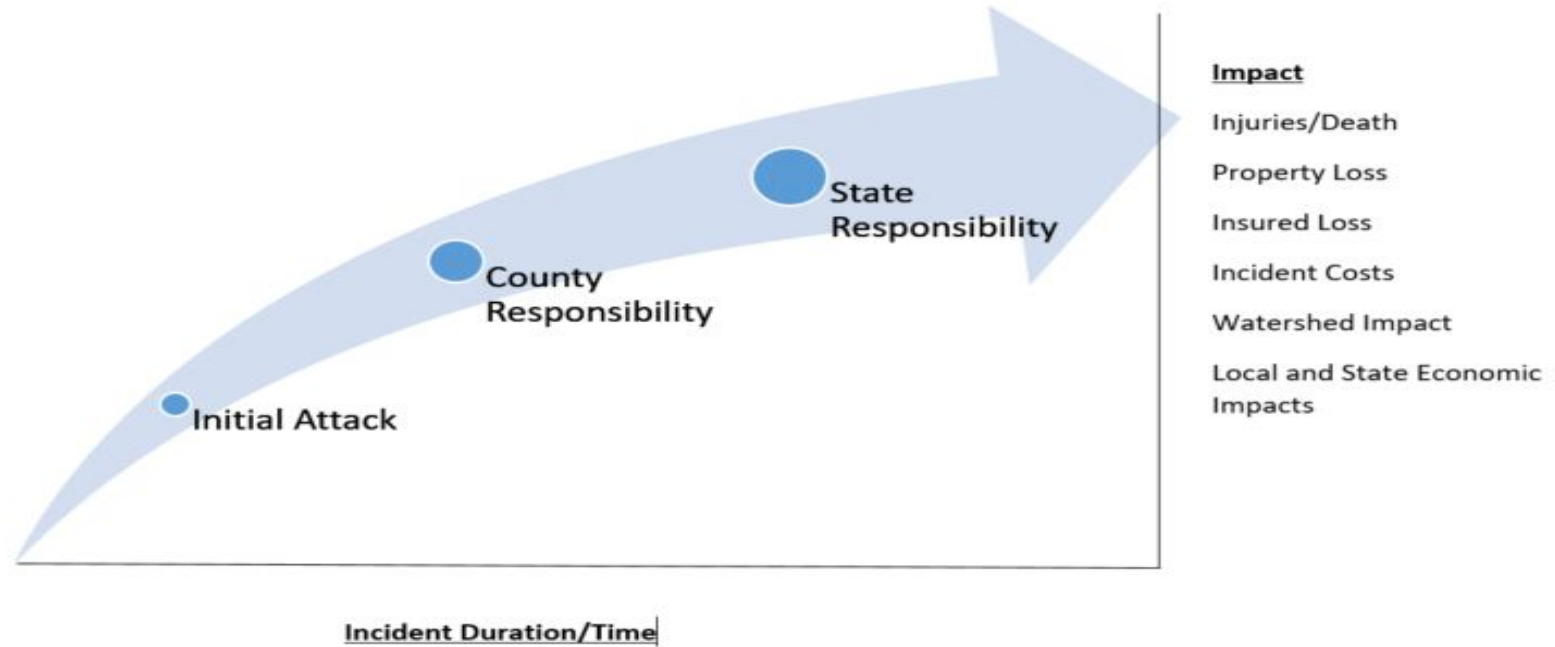 Impact
Injuries/Death
Property Loss
Insured Loss
Incident Costs
Watershed Impact
Local and State Economic
Impacts
State
Responsibility
County
Responsibility
Initial Attack
Incident Duration/Time